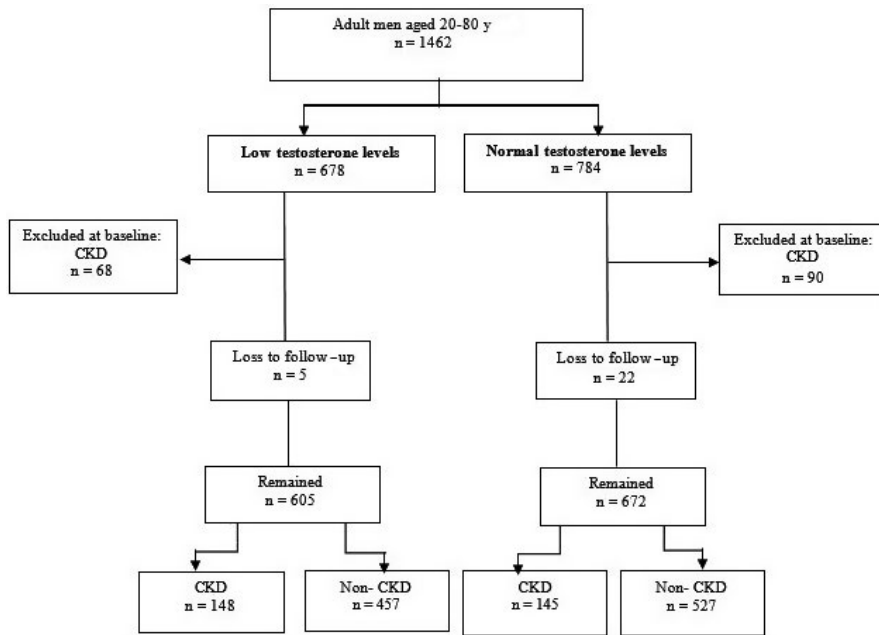 Adult men aged 20-80 y
n = 1462
Low testosterone levels
n = 678
Normal testosterone levels
n = 784
Excluded at baseline:
CKD
n = 68
Excluded at baseline:
CKD
n = 90
Loss to follow –up
n = 5
Loss to follow –up
n = 22
Remained
n = 605
Remained
n = 672
CKD
n = 148
Non- CKD
n = 457
CKD
n = 145
Non- CKD
n = 527